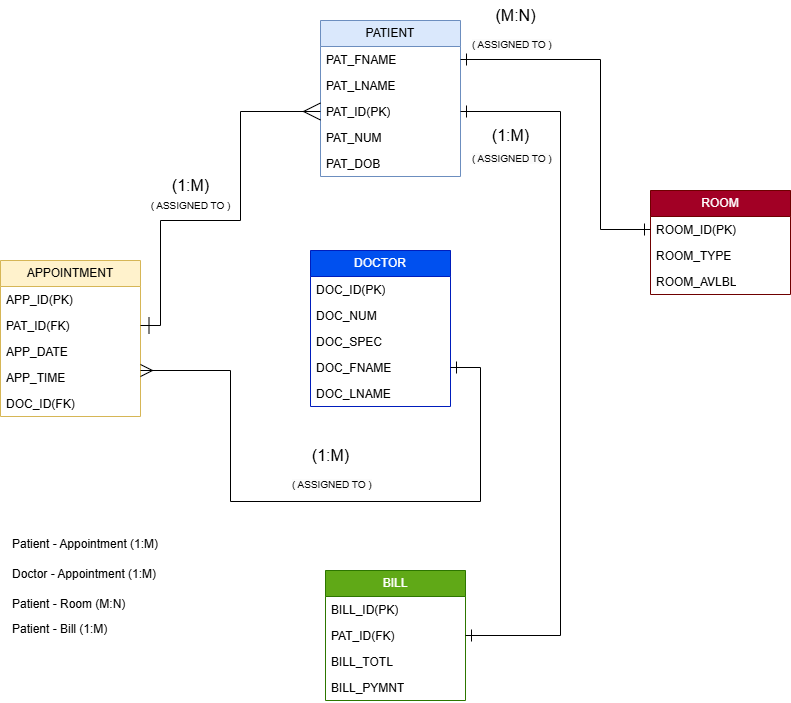 (M:N)
( ASSIGNED TO )
PATIENT
PAT_FNAME
PAT_LNAME
PAT_ID(PK)
PAT_NUM
PAT_DOB
(1:M)
( ASSIGNED TO )
(1:M)
( ASSIGNED TO )
ROOM
ROOM_ID(PK)
ROOM_TYPE
ROOM_AVLBL
APPOINTMENT
APP_ID(PK)
PAT_ID(FK)
APP_DATE
APP_TIME
DOC_ID(FK)
DOCTOR
DOC_ID(PK)
DOC_NUM
DOC_SPEC
DOC_FNAME
DOC_LNAME
(1:M)
( ASSIGNED TO )
Patient - Appointment (1:M)
Doctor - Appointment (1:M)
Patient - Room (M:N)
Patient - Bill (1:M)
BILL
BILL_ID(PK)
PAT_ID(FK)
BILL_TOTL
BILL_PYMNT